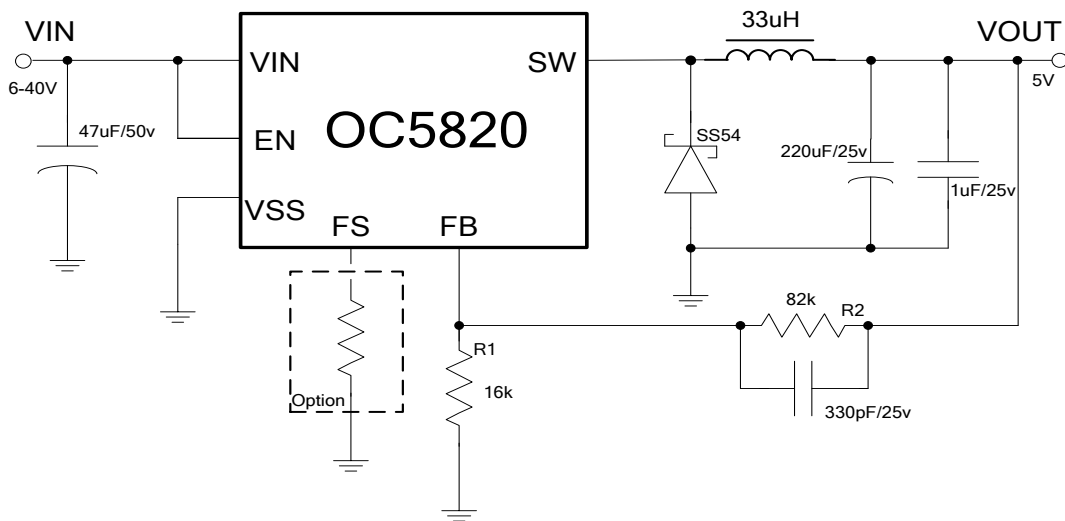 VIN
6-40V
47uF/50v
VIN
EN
VSS
OC5820
SW
FS
FB
33uH
VOUT
5V
SS54
220uF/25v
1uF/25v
Option
R1
16k
82k
R2
330pF/25v